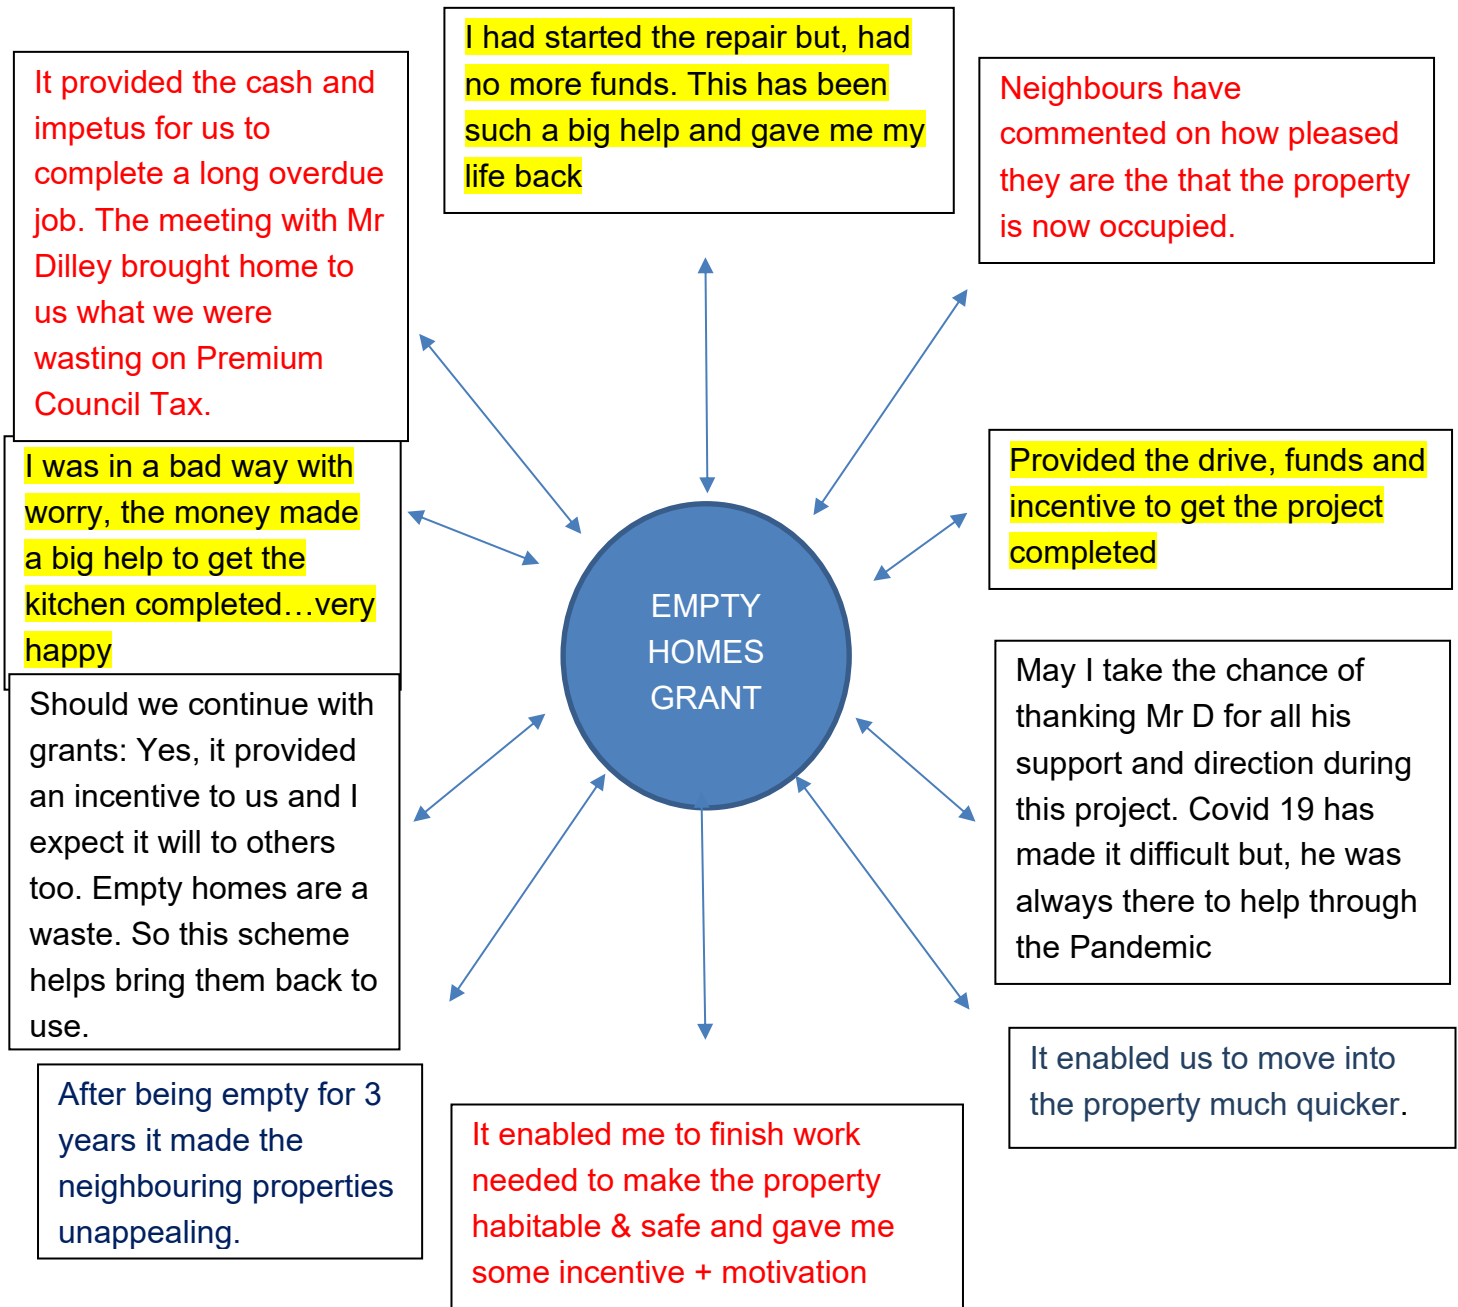 It provided the cash and
impetus for us to
complete a long overdue
job. The meeting with Mr
Dilley brought home to
us what we were
wasting on Premium
Council Tax.
I had started the repair but, had
no more funds. This has been
such a big help and gave me my
life back
Neighbours have
commented on how pleased
they are the that the property
is now occupied.
I was in a bad way with
worry, the money made
a big help to get the
kitchen completed…very
happy
Provided the drive, funds and
incentive to get the project
completed
EMPTY
HOMES
GRANT
Should we continue with
grants: Yes, it provided
an incentive to us and I
expect it will to others
too. Empty homes are a
waste. So this scheme
helps bring them back to
use.
May I take the chance of
thanking Mr D for all his
support and direction during
this project. Covid 19 has
made it difficult but, he was
always there to help through
the Pandemic
After being empty for 3
years it made the
neighbouring properties
unappealing.
It enabled me to finish work
needed to make the property
habitable & safe and gave me
some incentive + motivation
It enabled us to move into
the property much quicker.